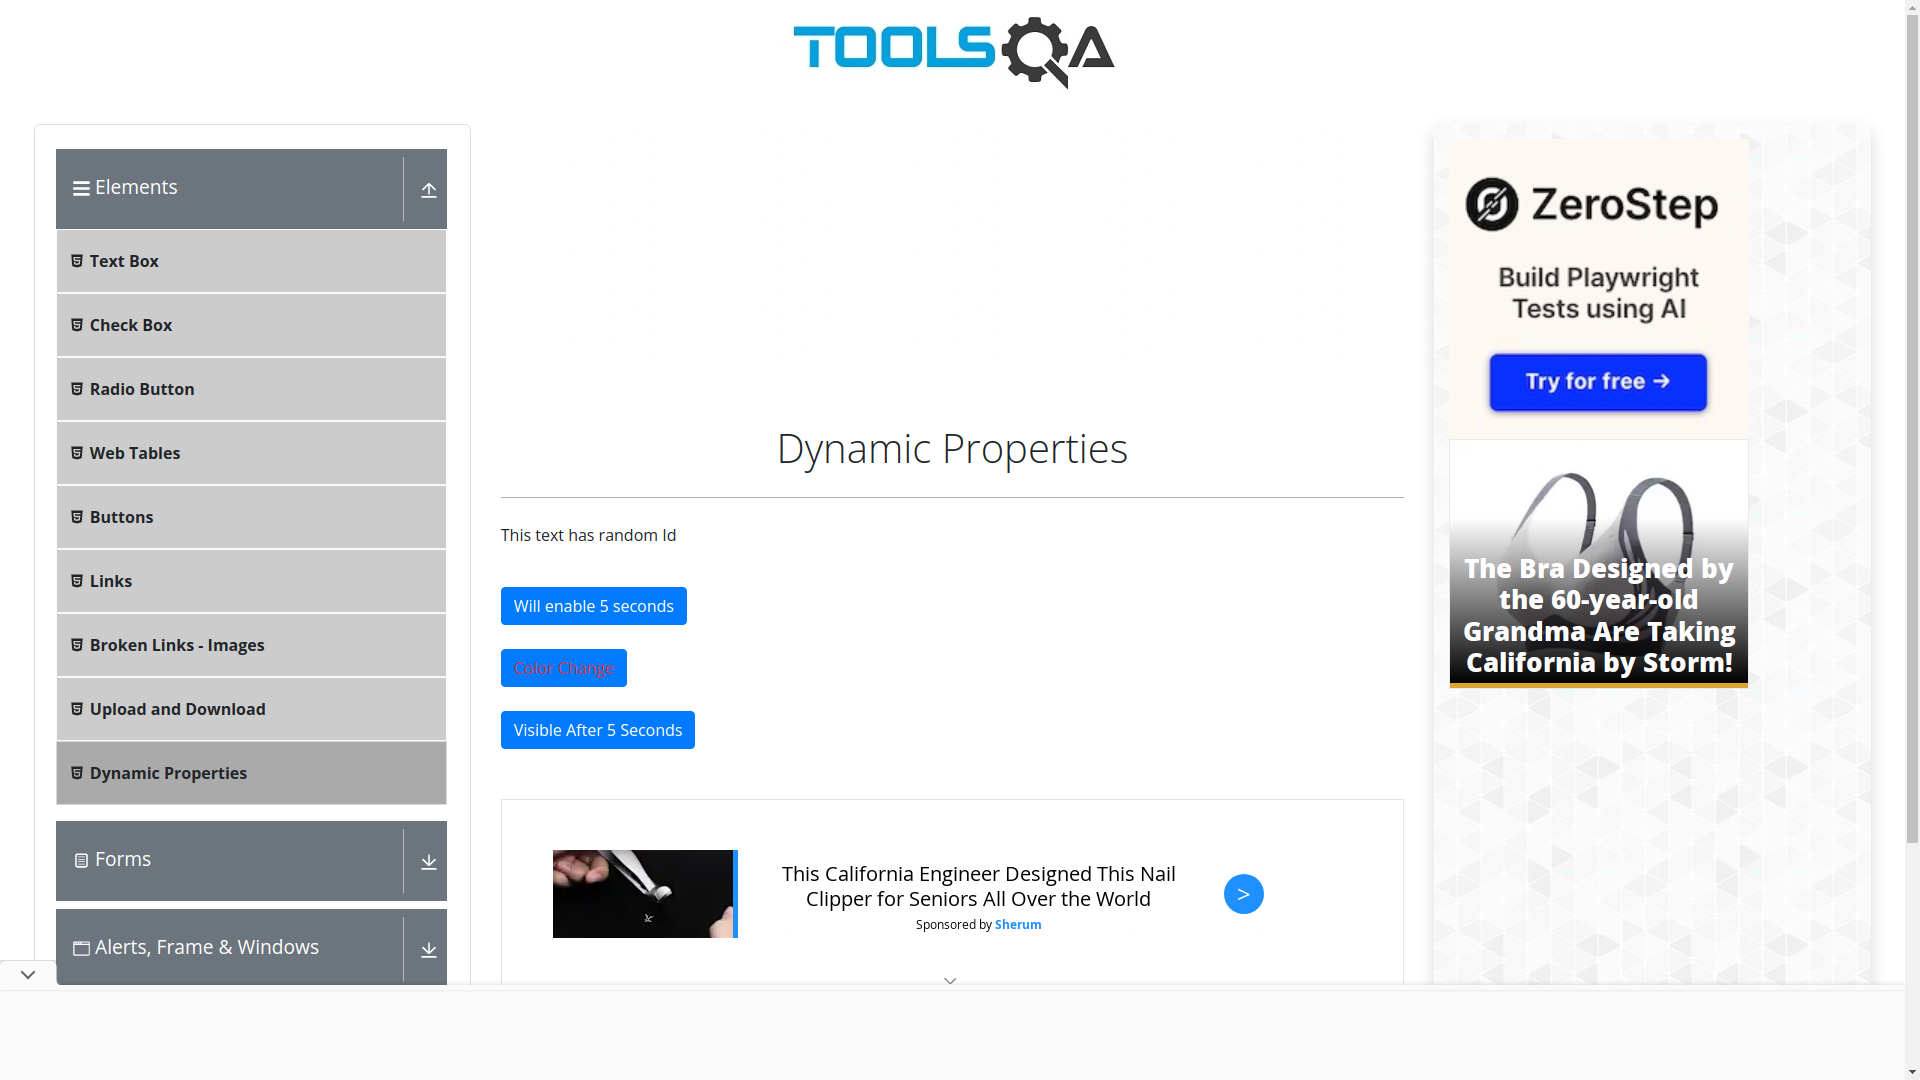 TOOLSQA
Elements
Text Box
Check Box
Radio Button
Web Tables
Buttons
Links
Broken Links - Images
Upload and Download
Dynamic Properties
Forms
Alerts, Frame & Windows
Dynamic Properties
This text has random Id
Will enable 5 seconds
Color Change
Visible After 5 Seconds
This California Engineer Designed This Nail
Clipper for Seniors All Over the World
Sponsored by Sherum
>
ZeroStep
Build Playwright
Tests using AI
Try for free →
The Bra Designed by
the 60-year-old
Grandma Are Taking
California by Storm!